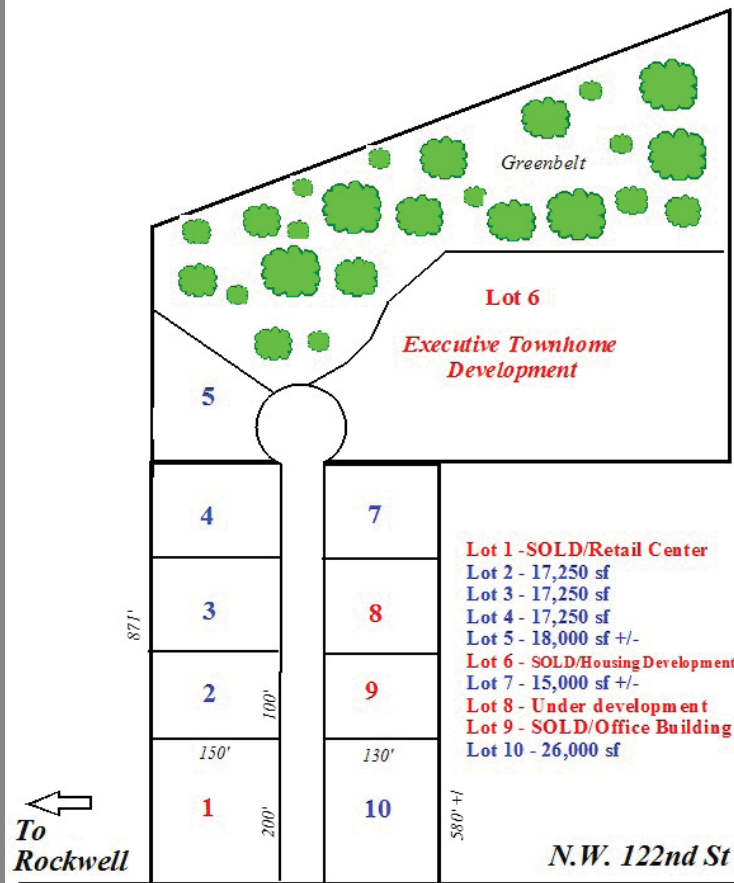 Greenbelt
Lot 6
Executive Townhome
Development
5
4
7
Lot 1 -SOLD/Retail Center
Lot 2 - 17,250 sf
Lot 3 - 17,250 sf
Lot 4 - 17,250 sf
Lot 5 - 18,000 sf +/-
Lot 6 - SOLD/Housing Development
Lot 7 - 15,000 sf +/-
Lot 8 - Under development
Lot 9 - SOLD/Office Building
Lot 10 - 26,000 sf
871'
3
8
2
100'
9
150'
130'
1
200'
10
580' +/
To
Rockwell
N.W. 122nd St